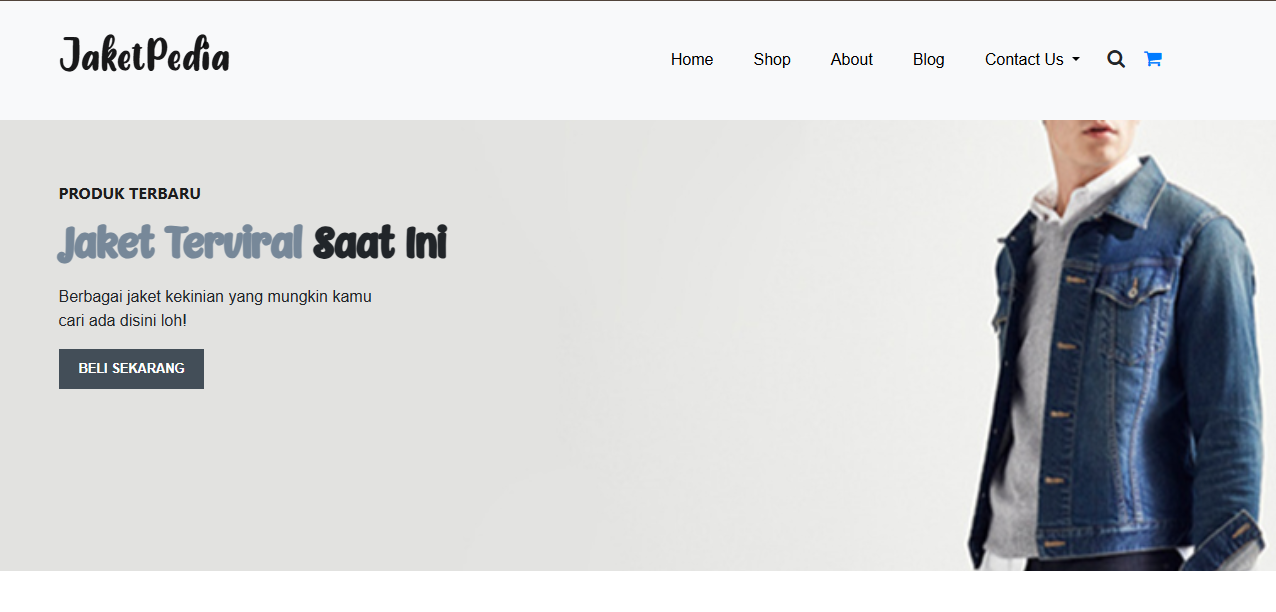 JaketPedia
Home Shop About Blog Contact Us
PRODUK TERBARU
Jaket Terviral Saat Ini
Berbagai jaket kekinian yang mungkin kamu
cari ada disini loh!
BELI SEKARANG